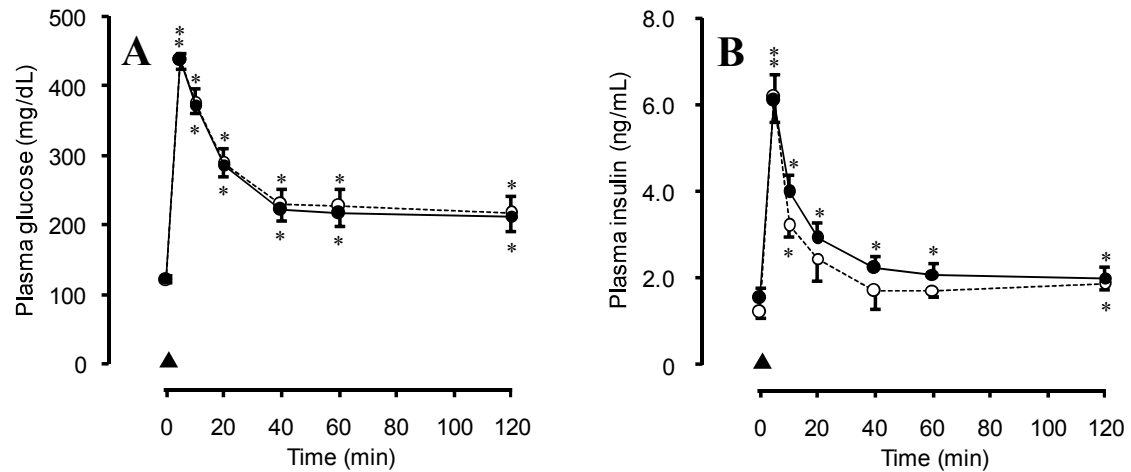 A
Plasma glucose (mg/dL)
500
400
300
200
100
0
* * * * * * *
* * * * *
0 20 40 60 80 100 120
Time (min)
B
Plasma insulin (ng/mL)
8.0
6.0
4.0
2.0
0
* * * * * * *
* *
0 20 40 60 80 100 120
Time (min)